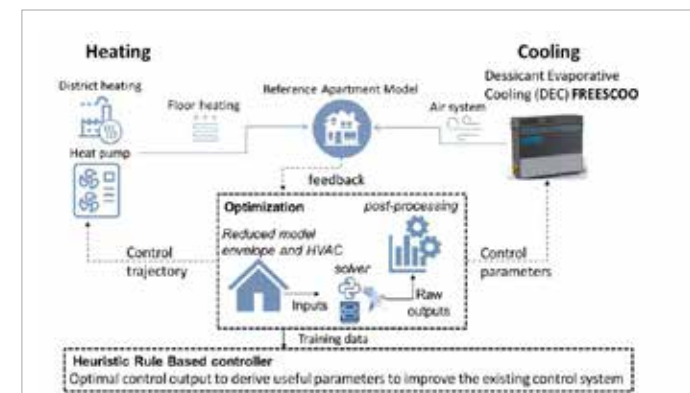 Heating
Cooling
District heating
Floor heating
Heat pump
Reference Apartment Model
Air system
Dessicant Evaporative
Cooling (DEC) FREESCOO
feedback
Optimization
post-processing
Reduced model
envelope and HVAC
solver
Inputs
Raw
outputs
Control
trajectory
Control
parameters
Training data
Heuristic Rule Based controller
Optimal control output to derive useful parameters to improve the existing control system